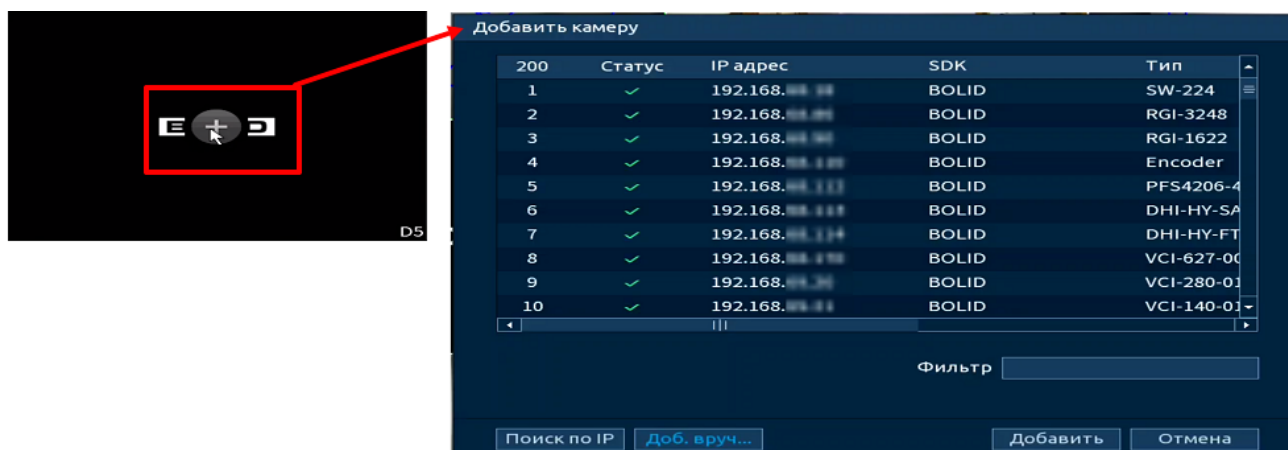 D5
Добавить камеру
200 Статус IP адрес SDK Тип
1 192.168. BOLID SW-224
2 192.168. BOLID RGI-3248
3 192.168. BOLID RGI-1622
4 192.168. BOLID Encoder
5 192.168. BOLID PFS4206-4
6 192.168. BOLID DHI-HY-SA
7 192.168. BOLID DHI-HY-FT
8 192.168. BOLID VCI-627-00
9 192.168. BOLID VCI-280-01
10 192.168. BOLID VCI-140-01
Фильтр
Поиск по IP Доб. вруч... Добавить Отмена